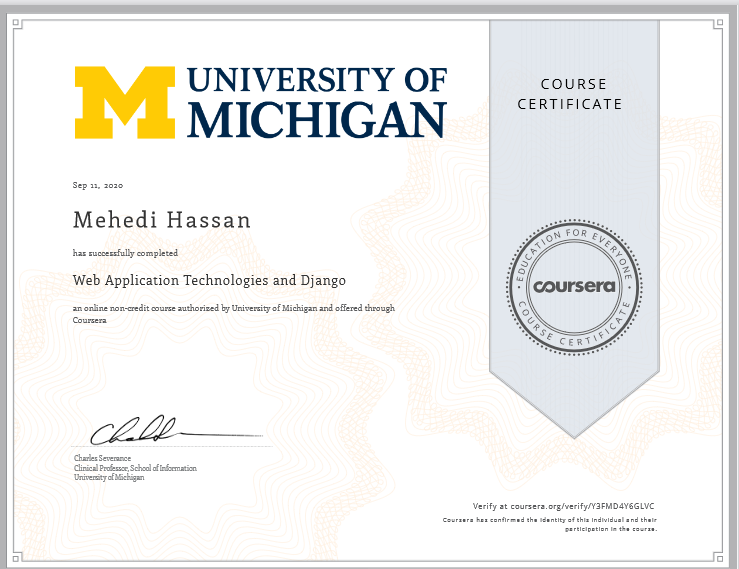 UNIVERSITY OF
MICHIGAN
COURSE
CERTIFICATE
Sep 11, 2020
Mehedi Hassan
has successfully completed
Web Application Technologies and Django
an online non-credit course authorized by University of Michigan and offered through
Coursera
EDUCATION FOR EVERYONE
coursera
COURSE CERTIFICATE
Charles Severance
Clinical Professor, School of Information
University of Michigan
Verify at coursera.org/verify/Y3FMD4Y6GLVC
Coursera has confirmed the identity of this individual and their
participation in the course.